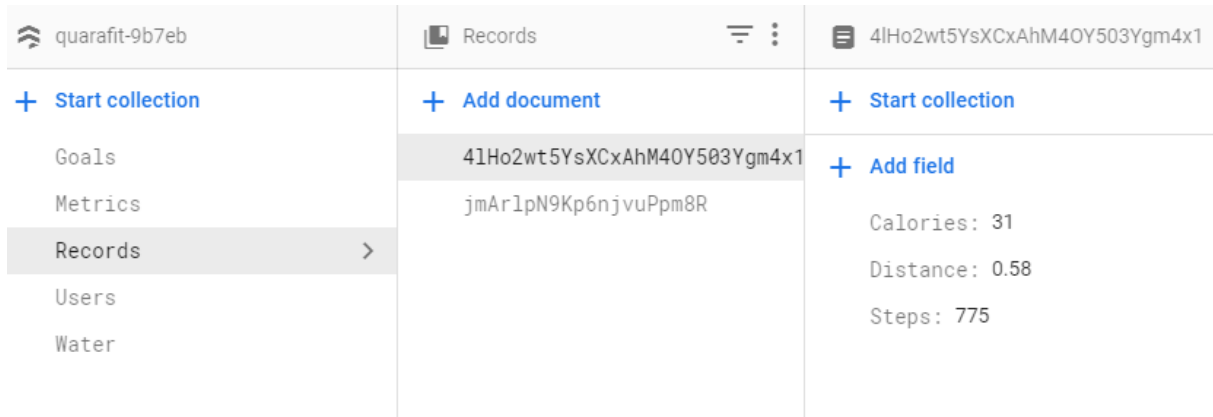 quarafit-9b7eb
Start collection
Goals
Metrics
Records
Users
Water
Records
Add document
4lHo2wt5YsXCxAhM4OY503Ygm4x1
jmArlpN9Kp6njvuPpm8R
4lHo2wt5YsXCxAhM4OY503Ygm4x1
Start collection
Add field
Calories: 31
Distance: 0.58
Steps: 775